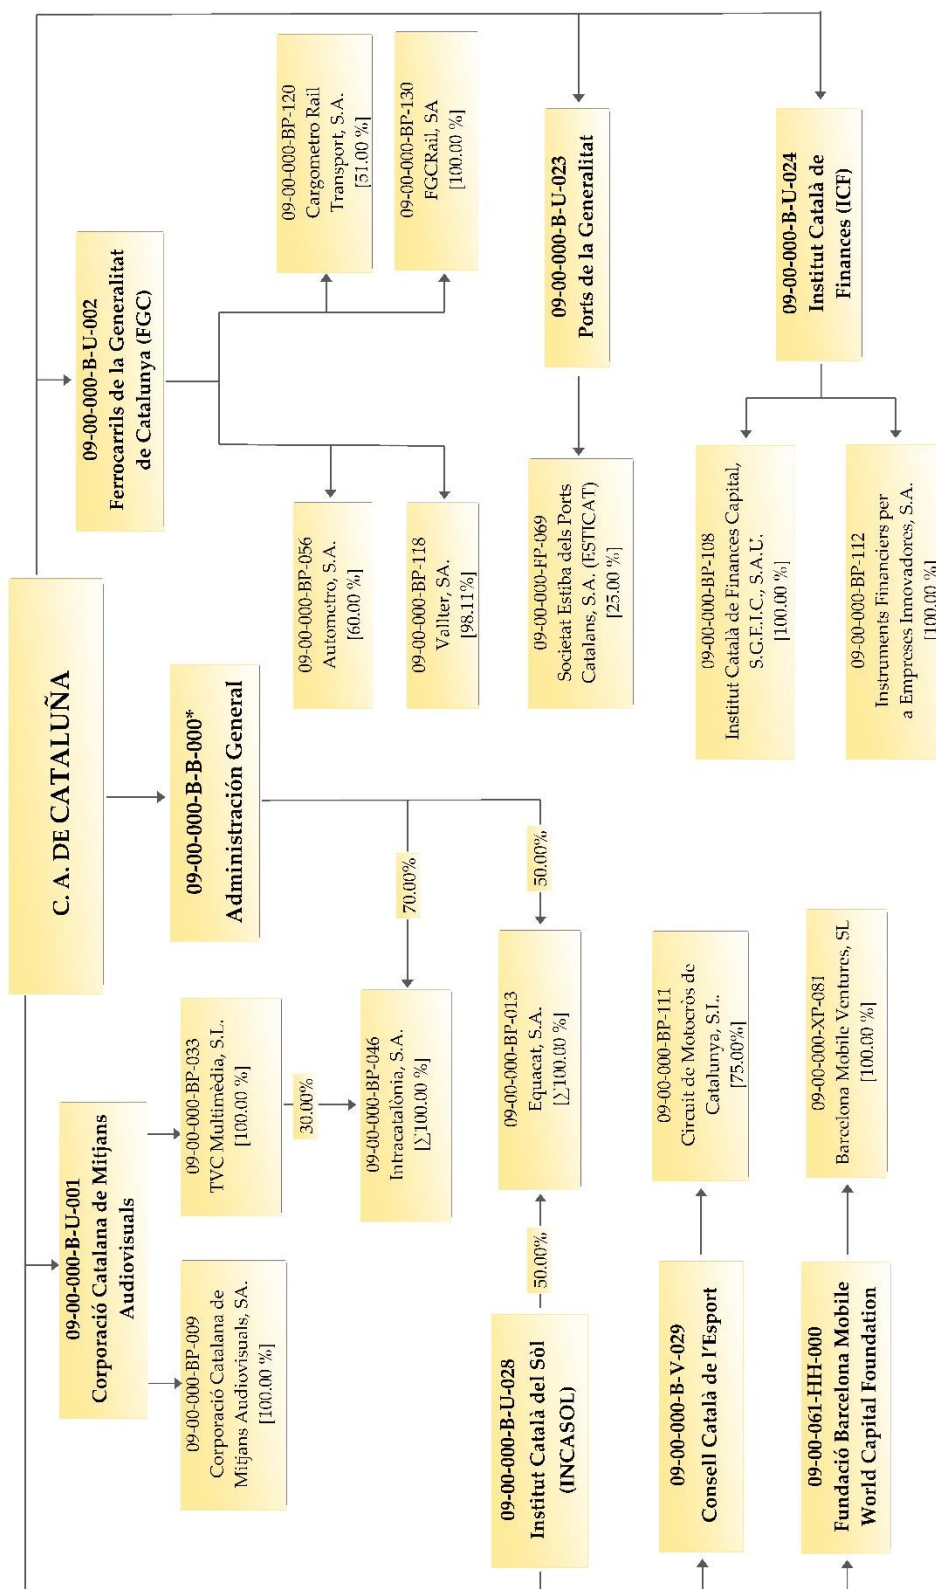 C. A. DE CATALUÑA
09-00-000-B-U-001
Corporació Catalana de Mitjans
Audiovisuals
09-00-000-BP-009
Corporació Catalana de
Mitjans Audiovisuals, SA.
[100.00 %]
09-00-000-BP-033
TVC Multimèdia, S.L.
[100.00 %]
30.00%
09-00-000-BP-046
Intracatalònia, S.A.
[∑100.00 %]
09-00-000-B-B-000*
Administración General
70.00%
50.00%
09-00-000-B-U-002
Ferrocarrils de la Generalitat
de Catalunya (FGC)
09-00-000-BP-056
Autometro, S.A.
[60.00 %]
09-00-000-BP-118
Vallter, SA.
[98.11%]
09-00-000-BP-120
Cargometro Rail
Transport, S.A.
[51.00 %]
09-00-000-BP-130
FGCRail, SA
[100.00 %]
09-00-000-B-U-028
Institut Català del Sòl
(INCASOL)
50.00%
09-00-000-BP-013
Equacat, S.A.
[∑100.00 %]
09-00-000-FP-069
Societat Estiba dels Ports
Catalans, S.A. (ESTICAT)
[25.00 %]
09-00-000-B-U-023
Ports de la Generalitat
09-00-000-B-V-029
Consell Català de l'Esport
09-00-000-BP-111
Circuit de Motocròs de
Catalunya, S.L.
[75.00%]
09-00-000-BP-108
Institut Català de Finances Capital,
S.G.E.I.C., S.A.U.
[100.00 %]
09-00-000-B-U-024
Institut Català de
Finances (ICF)
09-00-061-HH-000
Fundació Barcelona Mobile
World Capital Foundation
09-00-000-XP-081
Barcelona Mobile Ventures, SL
[100.00 %]
09-00-000-BP-112
Instruments Financiers per
a Empreses Innovadores, S.A.
[100.00 %]